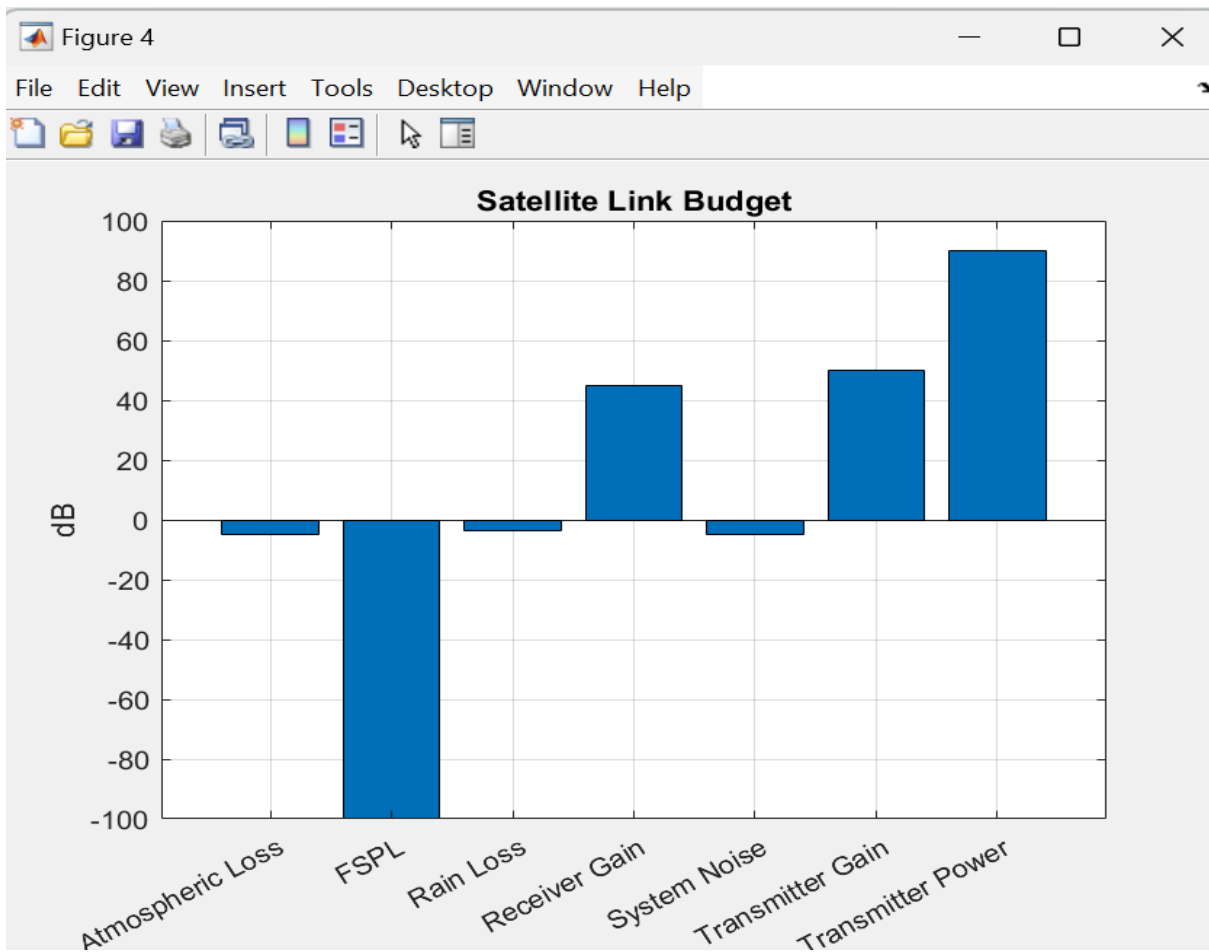 Figure 4
File Edit View Insert Tools Desktop Window Help
Satellite Link Budget
100
80
60
40
20
0
-20
-40
-60
-80
-100
dB
Atmospheric Loss
FSPL
Rain Loss
Receiver Gain
System Noise
Transmitter Gain
Transmitter Power